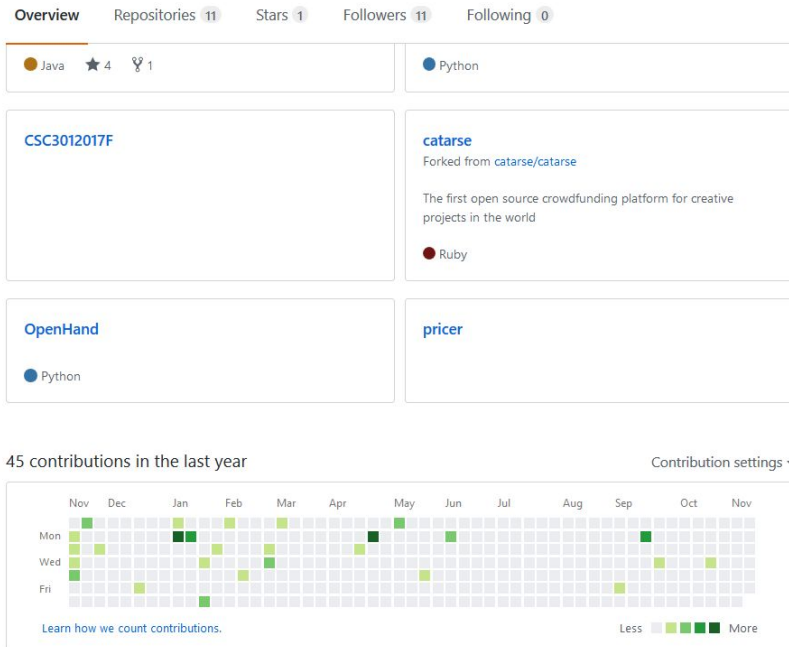 Overview Repositories 11 Stars 1 Followers 11 Following 0
Java 4 1
Python
CSC3012017F
catarse
Forked from catarse/catarse
The first open source crowdfunding platform for creative
projects in the world
Ruby
OpenHand
Python
pricer
45 contributions in the last year
Contribution settings
Nov Dec Jan Feb Mar Apr May Jun Jul Aug Sep Oct Nov
Mon
Wed
Fri
Learn how we count contributions.
Less More